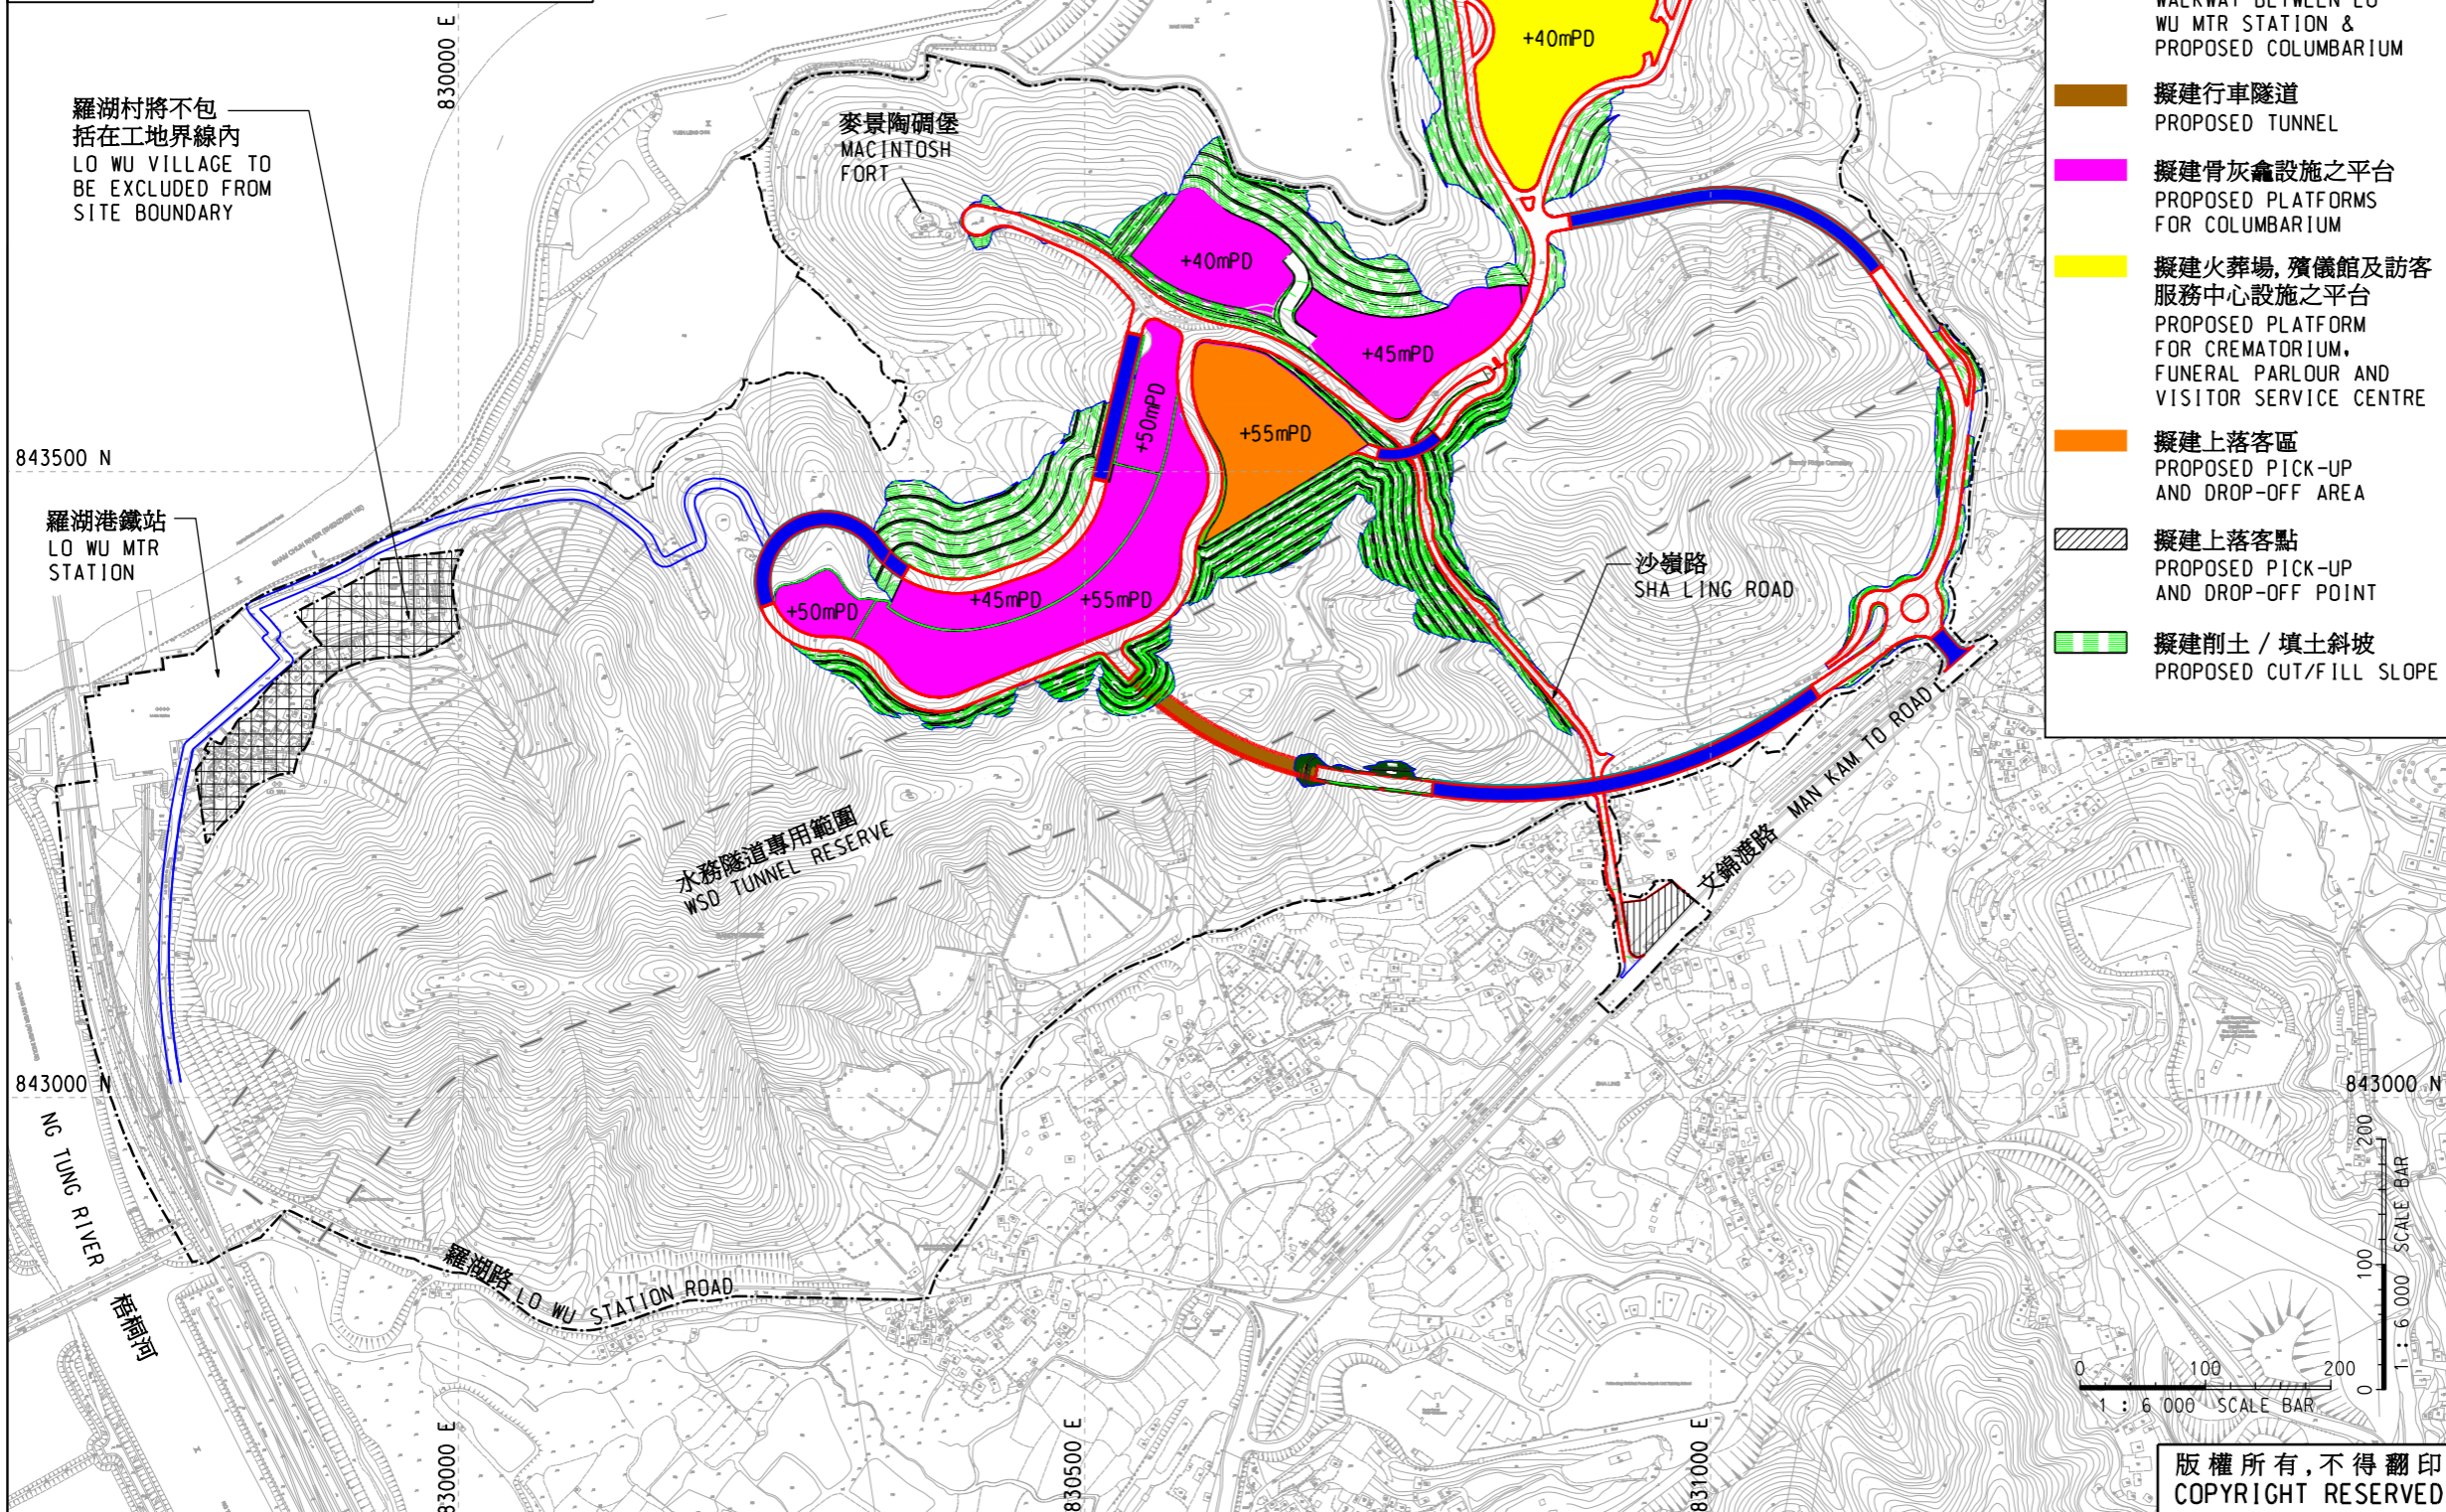 830000 E
羅湖村將不包
括在工地界線內
LO WU VILLAGE TO
BE EXCLUDED FROM
SITE BOUNDARY
麥景陶碉堡
MACINTOSH
FORT
+40mPD
+40mPD
+45mPD
+50mPD
+55mPD
843500 N
羅湖港鐵站
LO WU MTR
STATION
+50mPD
+45mPD
+55mPD
沙嶺路
SHA LING ROAD
水務隧道專用範圍
WSD TUNNEL RESERVE
文錦渡路 MAN KAM TO ROAD
843000 N
843000 N
NG TUNG RIVER
梧桐河
羅湖路
LO WU STATION ROAD
830000 E
830500 E
831000 E
WU MTR STATION &
PROPOSED COLUMBARIUM
擬建行車隧道
PROPOSED TUNNEL
擬建骨灰龕設施之平台
PROPOSED PLATFORMS
FOR COLUMBARIUM
擬建火葬場, 殯儀館及訪客
服務中心設施之平台
PROPOSED PLATFORM
FOR CREMATORIUM,
FUNERAL PARLOUR AND
VISITOR SERVICE CENTRE
擬建上落客區
PROPOSED PICK-UP
AND DROP-OFF AREA
擬建上落客點
PROPOSED PICK-UP
AND DROP-OFF POINT
擬建削土 / 填土斜坡
PROPOSED CUT/FILL SLOPE
0 100 200
1 : 6 000 SCALE BAR
0 100 200
1 : 6 000 SCALE BAR
版權所有,不得翻印
COPYRIGHT RESERVED